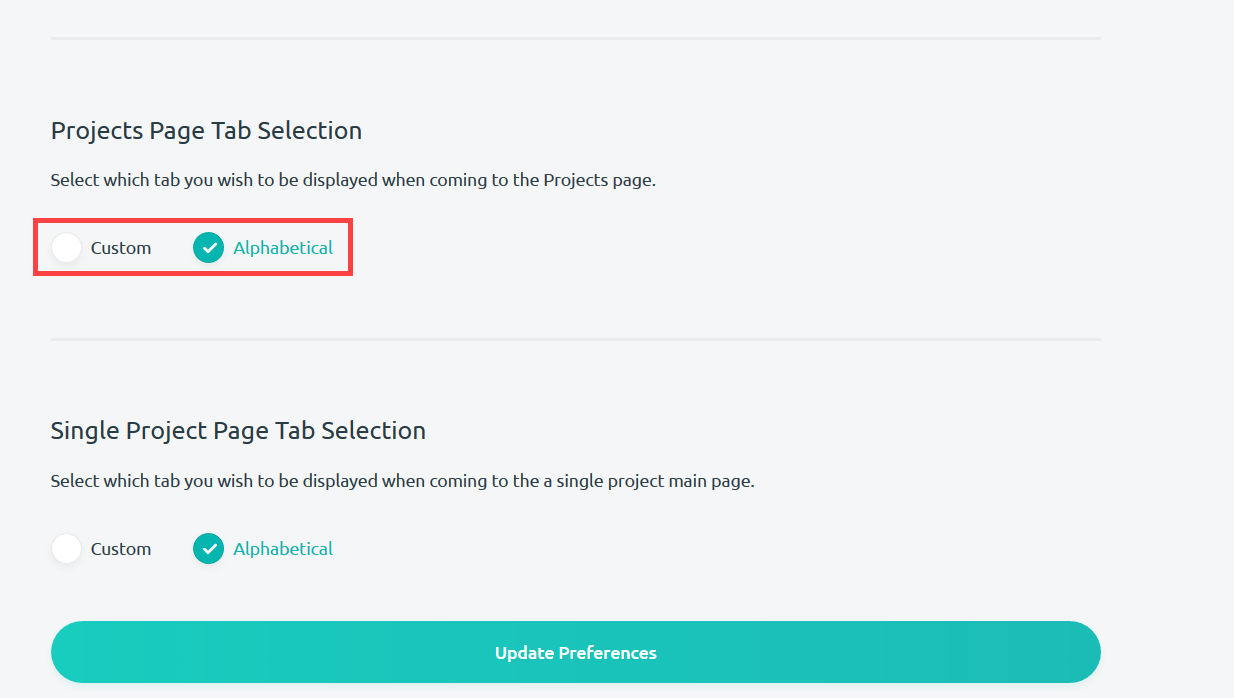 Projects Page Tab Selection
Select which tab you wish to be displayed when coming to the Projects page.
Custom Alphabetical
Single Project Page Tab Selection
Select which tab you wish to be displayed when coming to the a single project main page.
Custom Alphabetical
Update Preferences